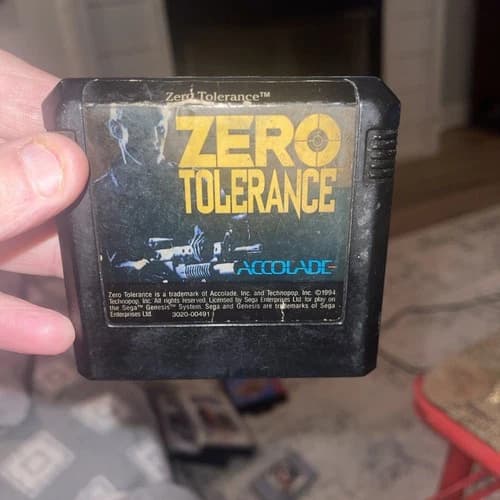 Zero Tolerance™
ZERO
TOLERANCE
ACCOLADE
Zero Tolerance is a trademark of Accolade, Inc. and Technopop, Inc. ©1994
Technopop, Inc. All rights reserved. Licensed by Sega Enterprises Ltd. for play on
the Sega™ Genesis™ System. Sega and Genesis are trademarks of Sega
Enterprises Ltd. 3020-00491